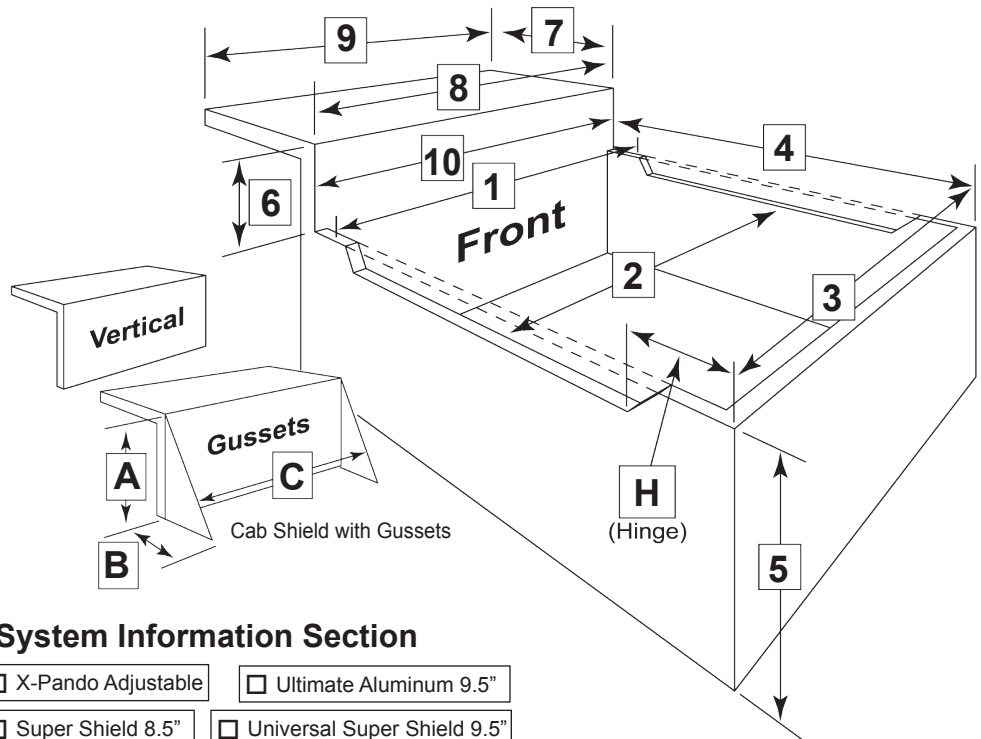 9
7
8
4
10
1
6
Front
2
3
Vertical
Gussets
A
C
H
(Hinge)
Cab Shield with Gussets
B
5
System Information Section
X-Pando Adjustable
Ultimate Aluminum 9.5”
Super Shield 8.5”
Universal Super Shield 9.5”